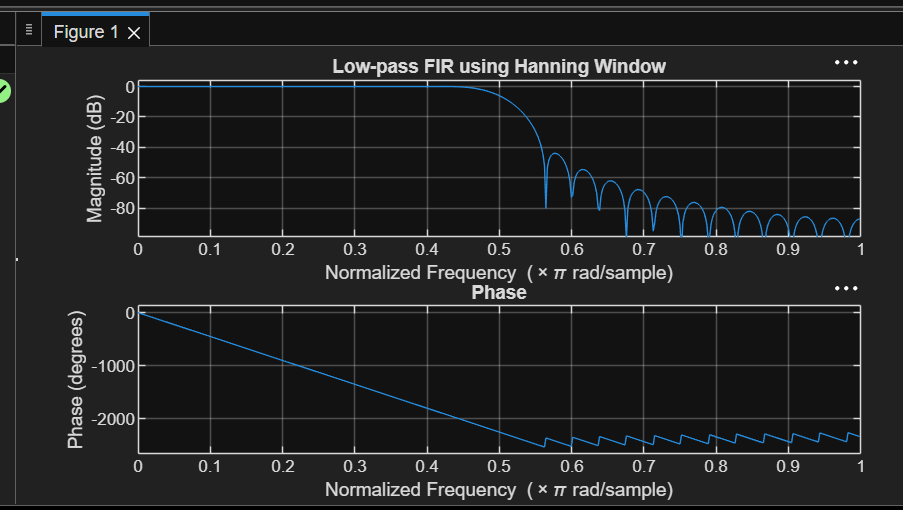 Figure 1
Low-pass FIR using Hanning Window
Magnitude (dB)
0
-20
-40
-60
-80
0 0.1 0.2 0.3 0.4 0.5 0.6 0.7 0.8 0.9 1
Normalized Frequency (× π rad/sample)
Phase
Phase (degrees)
0
-1000
-2000
0 0.1 0.2 0.3 0.4 0.5 0.6 0.7 0.8 0.9 1
Normalized Frequency (× π rad/sample)